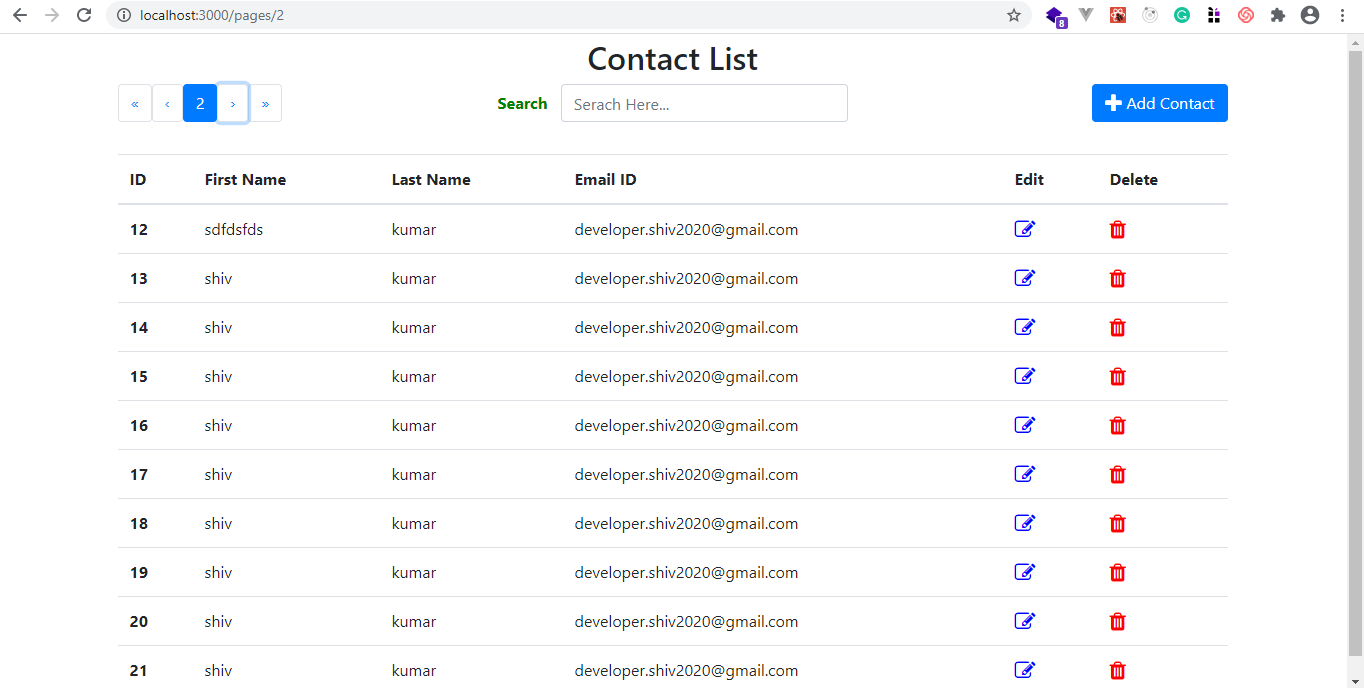 localhost:3000/pages/2
8
Contact List
« ‹ 2 › » Search Serach Here... Add Contact
ID First Name Last Name Email ID Edit Delete
12 sdfdsfds kumar developer.shiv2020@gmail.com
13 shiv kumar developer.shiv2020@gmail.com
14 shiv kumar developer.shiv2020@gmail.com
15 shiv kumar developer.shiv2020@gmail.com
16 shiv kumar developer.shiv2020@gmail.com
17 shiv kumar developer.shiv2020@gmail.com
18 shiv kumar developer.shiv2020@gmail.com
19 shiv kumar developer.shiv2020@gmail.com
20 shiv kumar developer.shiv2020@gmail.com
21 shiv kumar developer.shiv2020@gmail.com